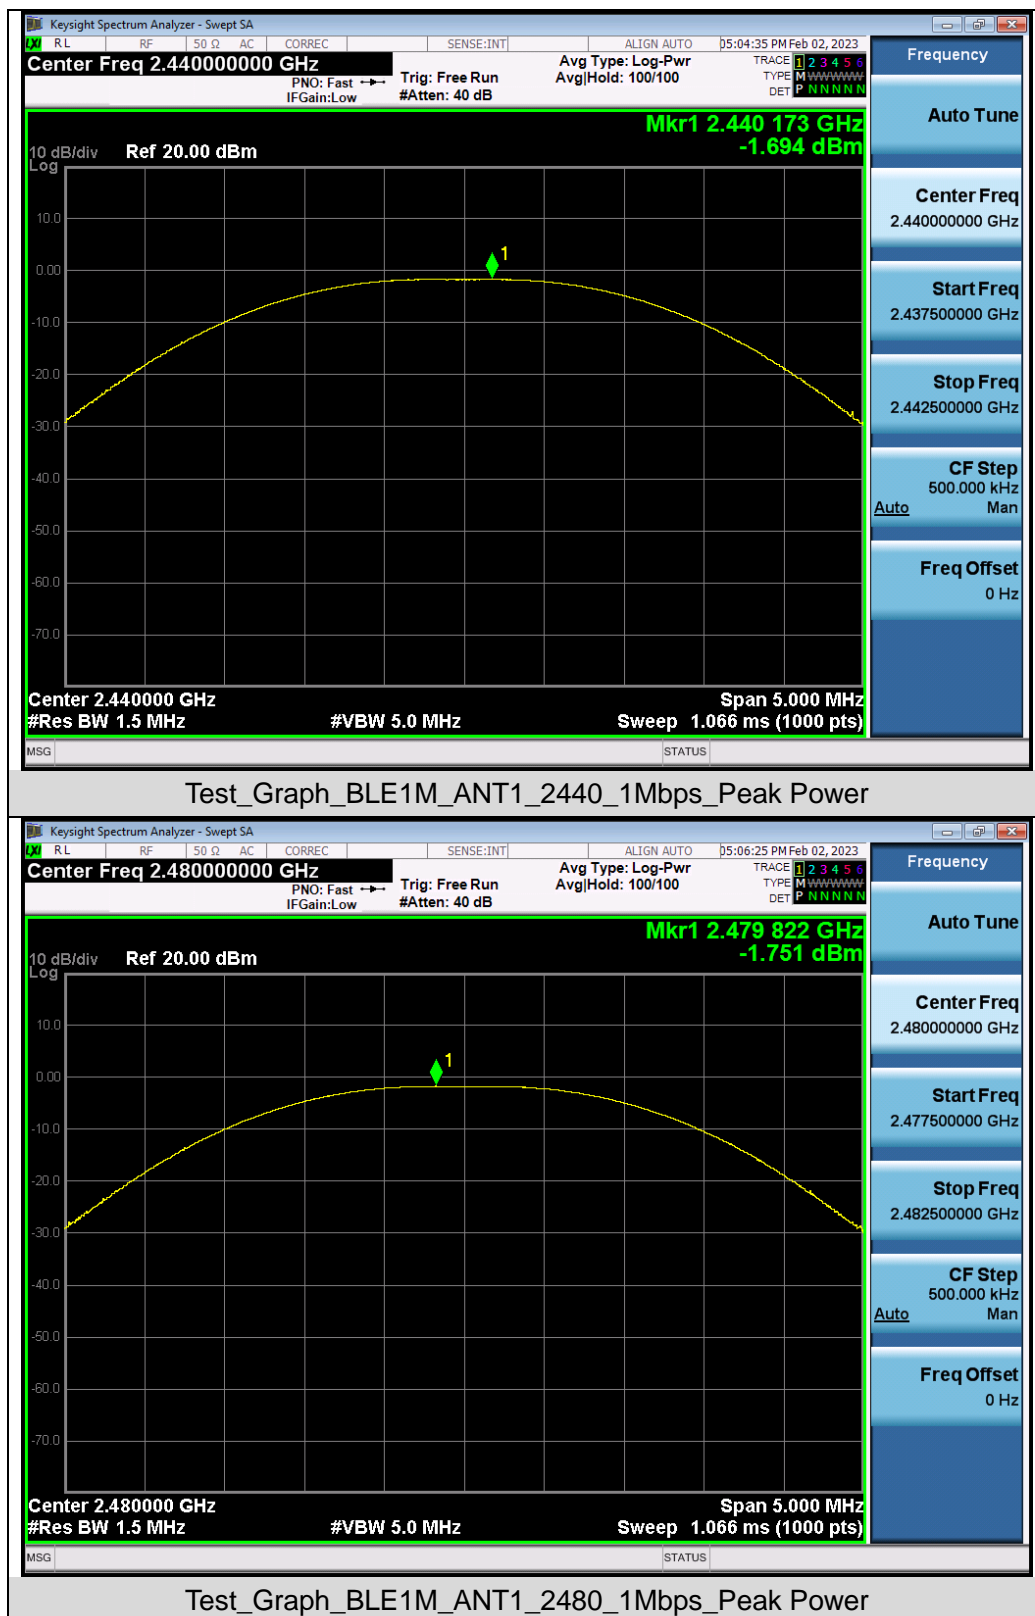 Keysight Spectrum Analyzer - Swept SA
LXI RL RF 50 Ω AC CORREC SENSE:INT ALIGN AUTO 05:04:35 PM Feb 02, 2023
Center Freq 2.440000000 GHz
PNO: Fast
IFGain:Low
Trig: Free Run
#Atten: 40 dB
Avg Type: Log-Pwr
Avg|Hold: 100/100
TRACE 1 2 3 4 5 6
TYPE M WWWWW
DET P N N N N N
Mkr1 2.440 173 GHz
-1.694 dBm
10 dB/div Ref 20.00 dBm
Log
10.0
0.00
-10.0
-20.0
-30.0
-40.0
-50.0
-60.0
-70.0
1
Center 2.440000 GHz Span 5.000 MHz
#Res BW 1.5 MHz #VBW 5.0 MHz Sweep 1.066 ms (1000 pts)
MSG STATUS
Frequency
Auto Tune
Center Freq
2.440000000 GHz
Start Freq
2.437500000 GHz
Stop Freq
2.442500000 GHz
CF Step
500.000 kHz
Auto Man
Freq Offset
0 Hz
Test_Graph_BLE1M_ANT1_2440_1Mbps_Peak Power
Keysight Spectrum Analyzer - Swept SA
LXI RL RF 50 Ω AC CORREC SENSE:INT ALIGN AUTO 05:06:25 PM Feb 02, 2023
Center Freq 2.480000000 GHz
PNO: Fast
IFGain:Low
Trig: Free Run
#Atten: 40 dB
Avg Type: Log-Pwr
Avg|Hold: 100/100
TRACE 1 2 3 4 5 6
TYPE M WWWWW
DET P N N N N N
Mkr1 2.479 822 GHz
-1.751 dBm
10 dB/div Ref 20.00 dBm
Log
10.0
0.00
-10.0
-20.0
-30.0
-40.0
-50.0
-60.0
-70.0
1
Center 2.480000 GHz Span 5.000 MHz
#Res BW 1.5 MHz #VBW 5.0 MHz Sweep 1.066 ms (1000 pts)
MSG STATUS
Frequency
Auto Tune
Center Freq
2.480000000 GHz
Start Freq
2.477500000 GHz
Stop Freq
2.482500000 GHz
CF Step
500.000 kHz
Auto Man
Freq Offset
0 Hz
Test_Graph_BLE1M_ANT1_2480_1Mbps_Peak Power